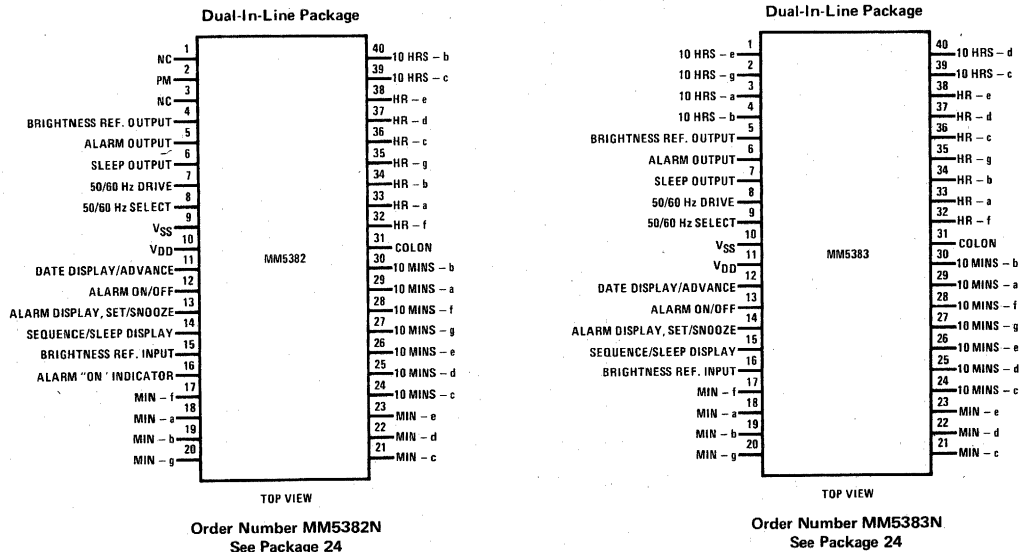 Dual-In-Line Package
1
NC
2
PM
3
NC
4
BRIGHTNESS REF. OUTPUT
5
ALARM OUTPUT
6
SLEEP OUTPUT
7
50/60 Hz DRIVE
8
50/60 Hz SELECT
9
VSS
10
VDD
11
DATE DISPLAY/ADVANCE
12
ALARM ON/OFF
13
ALARM DISPLAY, SET/SNOOZE
14
SEQUENCE/SLEEP DISPLAY
15
BRIGHTNESS REF. INPUT
16
ALARM "ON' INDICATOR
17
MIN – f
18
MIN – a
19
MIN – b
20
MIN – g
MM5382
40
10 HRS – b
39
10 HRS – c
38
HR – e
37
HR – d
36
HR – c
35
HR – g
34
HR – b
33
HR – a
32
HR – f
31
COLON
30
10 MINS – b
29
10 MINS – a
28
10 MINS – f
27
10 MINS – g
26
10 MINS – e
25
10 MINS – d
24
10 MINS – c
23
MIN – e
22
MIN – d
21
MIN – c
TOP VIEW
Order Number MM5382N
See Package 24
Dual-In-Line Package
1
10 HRS – e
2
10 HRS – g
3
10 HRS – a
4
10 HRS – b
5
BRIGHTNESS REF. OUTPUT
6
ALARM OUTPUT
7
SLEEP OUTPUT
8
50/60 Hz DRIVE
9
50/60 Hz SELECT
10
VSS
11
VDD
12
DATE DISPLAY/ADVANCE
13
ALARM ON/OFF
14
ALARM DISPLAY, SET/SNOOZE
15
SEQUENCE/SLEEP DISPLAY
16
BRIGHTNESS REF. INPUT
17
MIN – f
18
MIN – a
19
MIN – b
20
MIN – g
MM5383
40
10 HRS – d
39
10 HRS – c
38
HR – e
37
HR – d
36
HR – c
35
HR – g
34
HR – b
33
HR – a
32
HR – f
31
COLON
30
10 MINS – b
29
10 MINS – a
28
10 MINS – f
27
10 MINS – g
26
10 MINS – e
25
10 MINS – d
24
10 MINS – c
23
MIN – e
22
MIN – d
21
MIN – c
TOP VIEW
Order Number MM5383N
See Package 24